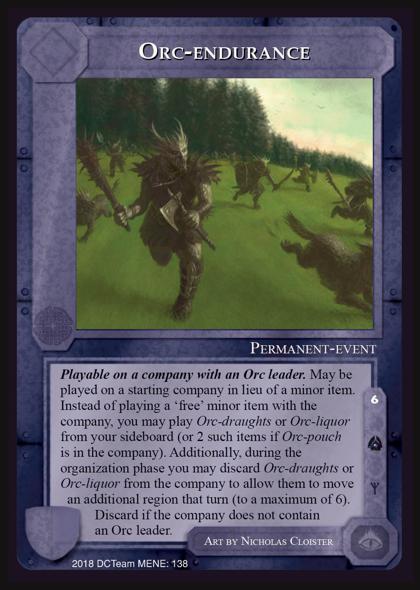 ORC-ENDURANCE
PERMANENT-EVENT
Playable on a company with an Orc leader. May be
played on a starting company in lieu of a minor item.
Instead of playing a ‘free’ minor item with the
company, you may play Orc-draughts or Orc-liquor
from your sideboard (or 2 such items if Orc-pouch
is in the company). Additionally, during the
organization phase you may discard Orc-draughts or
Orc-liquor from the company to allow them to move
an additional region that turn (to a maximum of 6).
Discard if the company does not contain
an Orc leader.
6
ART BY NICHOLAS CLOISTER
2018 DCTeam MENE: 138